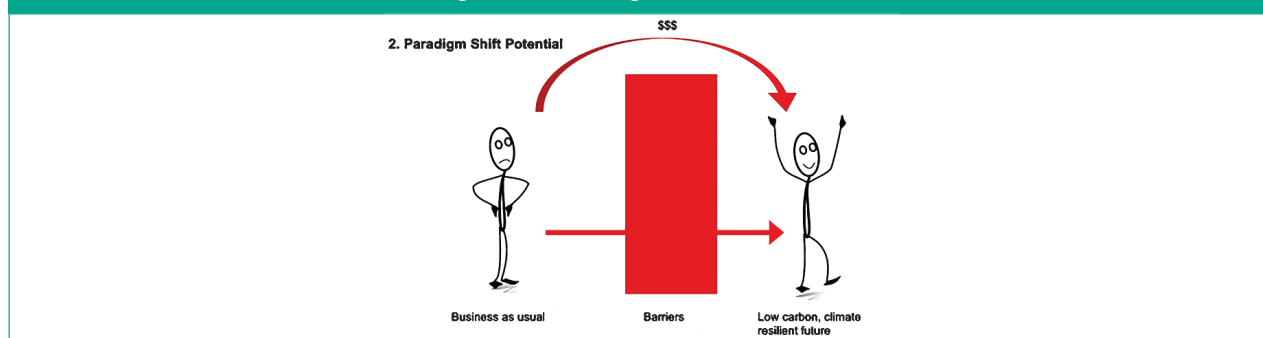 $$$
2. Paradigm Shift Potential
Business as usual
Barriers
Low carbon, climate
resilient future